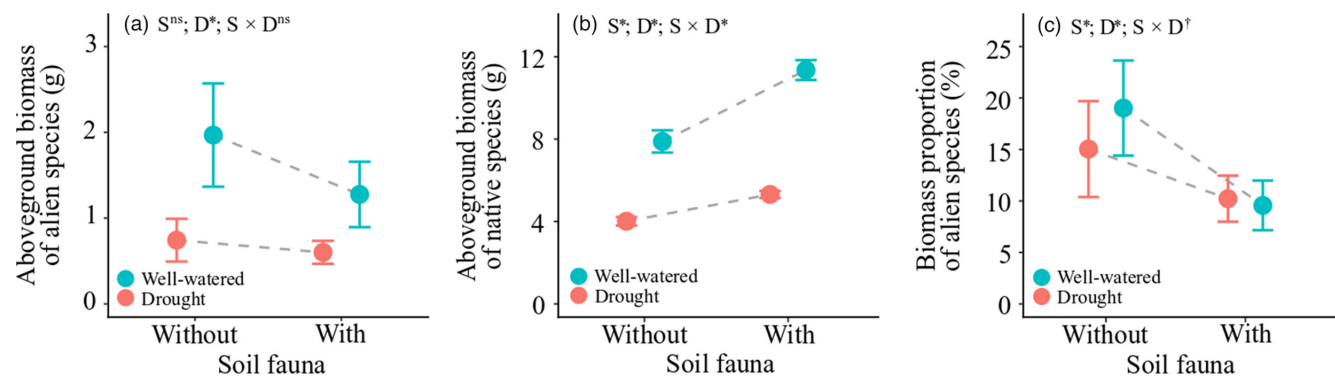 (a) Sⁿˢ; D*; S × Dⁿˢ
Aboveground biomass
of alien species (g)
3
2
1
0
Well-watered
Drought
Without
With
Soil fauna
(b) S*; D*; S × D*
Aboveground biomass
of native species (g)
12
8
4
0
Well-watered
Drought
Without
With
Soil fauna
(c) S*; D*; S × D†
Biomass proportion
of alien species (%)
25
20
15
10
5
0
Well-watered
Drought
Without
With
Soil fauna